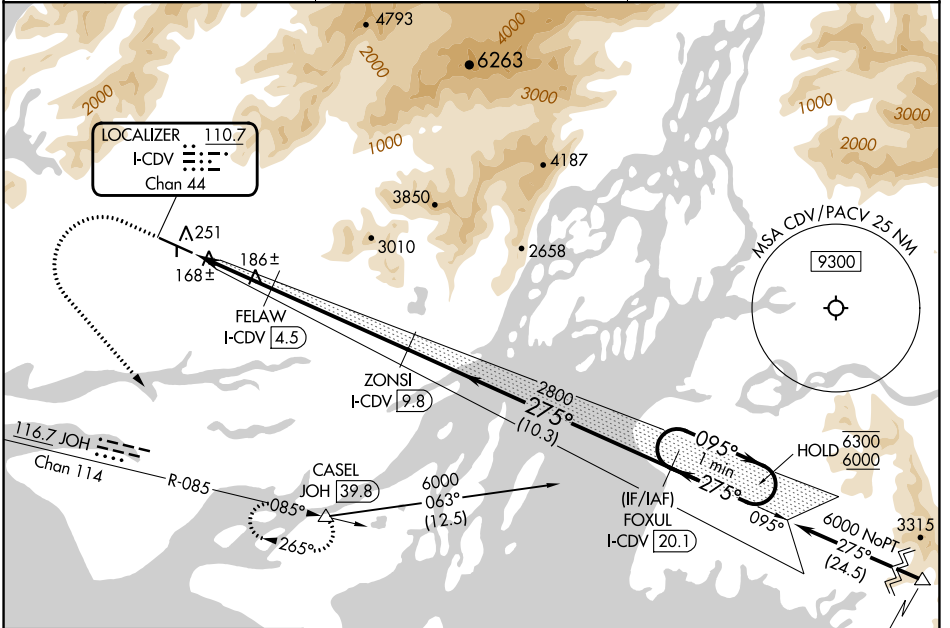 4793
4000
2000
6263
2000
3000
1000
3000
2000
1000
LOCALIZER 110.7
I-CDV
Chan 44
4187
3850
3010
2658
251
186±
168±
MSA CDV/PACV 25 NM
9300
FELAW
I-CDV 4.5
ZONSI
I-CDV 9.8
2800
275°
(10.3)
095°
1 min
275°
HOLD 6300
6000
095°
(IF/IAF)
FOXUL
I-CDV 20.1
6000 NoPT
275°
(24.5)
3315
116.7 JOH
Chan 114
R-085
085°
265°
CASEL
JOH 39.8
6000
063°
(12.5)
N